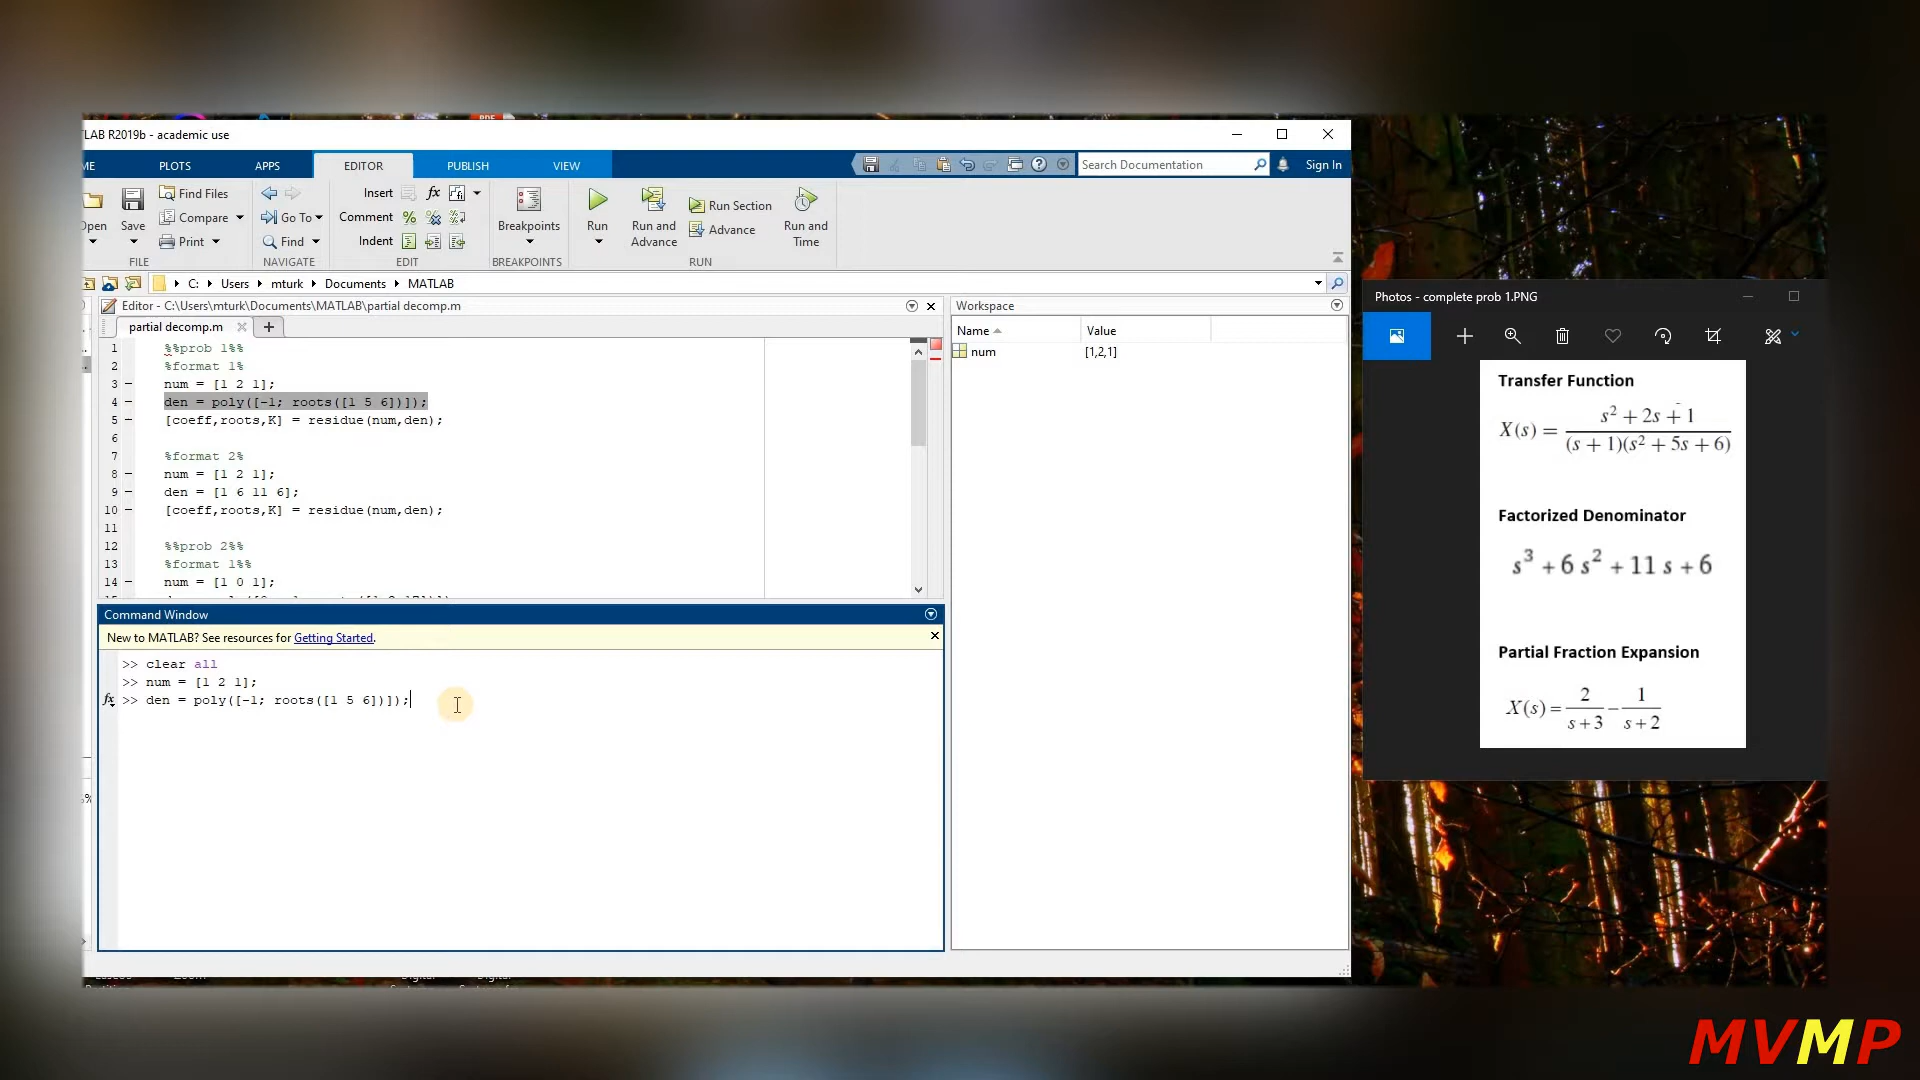 LAB R2019b - academic use
ME PLOTS APPS EDITOR PUBLISH VIEW
Search Documentation
Sign In
Open
Save
Find Files
Compare
Print
FILE
Go To
Find
NAVIGATE
Insert
Comment
Indent
EDIT
Breakpoints
BREAKPOINTS
Run
Run and Advance
Run Section
Advance
Run and Time
RUN
C: Users mturk Documents MATLAB
Editor - C:\Users\mturk\Documents\MATLAB\partial decomp.m
partial decomp.m
1 %%prob 1%%
2 %format 1%
3 – num = [1 2 1];
4 – den = poly([-1; roots([1 5 6])]);
5 – [coeff,roots,K] = residue(num,den);
6
7 %format 2%
8 – num = [1 2 1];
9 – den = [1 6 11 6];
10 – [coeff,roots,K] = residue(num,den);
11
12 %%prob 2%%
13 %format 1%%
14 – num = [1 0 1];
Command Window
New to MATLAB? See resources for Getting Started.
>> clear all
>> num = [1 2 1];
fx >> den = poly([-1; roots([1 5 6])]);
Workspace
Name Value
num [1,2,1]
Photos - complete prob 1.PNG
Transfer Function
X(s) = (s² + 2s + 1) / ((s + 1)(s² + 5s + 6))
Factorized Denominator
s³ + 6 s² + 11 s + 6
Partial Fraction Expansion
X(s) = 2/(s+3) − 1/(s+2)
MVMP